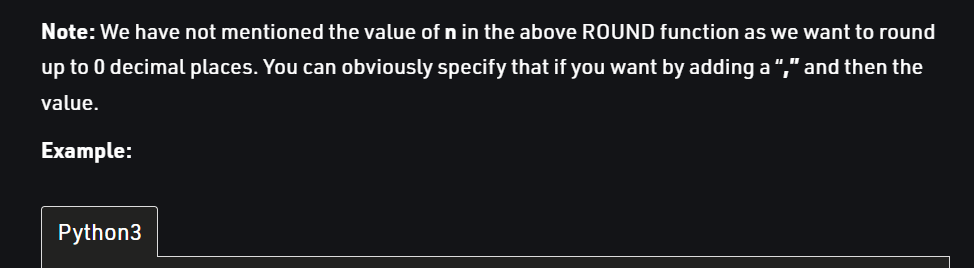 Note: We have not mentioned the value of n in the above ROUND function as we want to round
up to 0 decimal places. You can obviously specify that if you want by adding a “,” and then the
value.
Example:
Python3